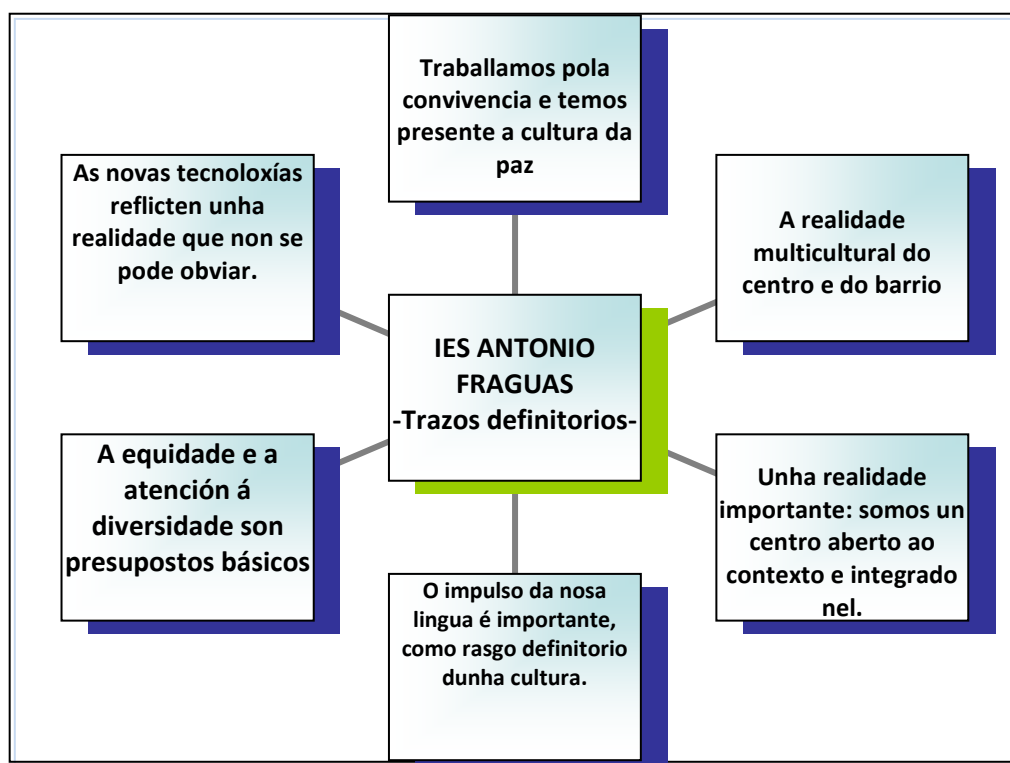 Traballamos pola
convivencia e temos
presente a cultura da
paz
As novas tecnoloxías
reflicten unha
realidade que non se
pode obviar.
A realidade
multicultural do
centro e do barrio
IES ANTONIO
FRAGUAS
-Trazos definitorios-
A equidade e a
atención á
diversidade son
presupostos básicos
Unha realidade
importante: somos un
centro aberto ao
contexto e integrado
nel.
O impulso da nosa
lingua é importante,
como rasgo definitorio
dunha cultura.